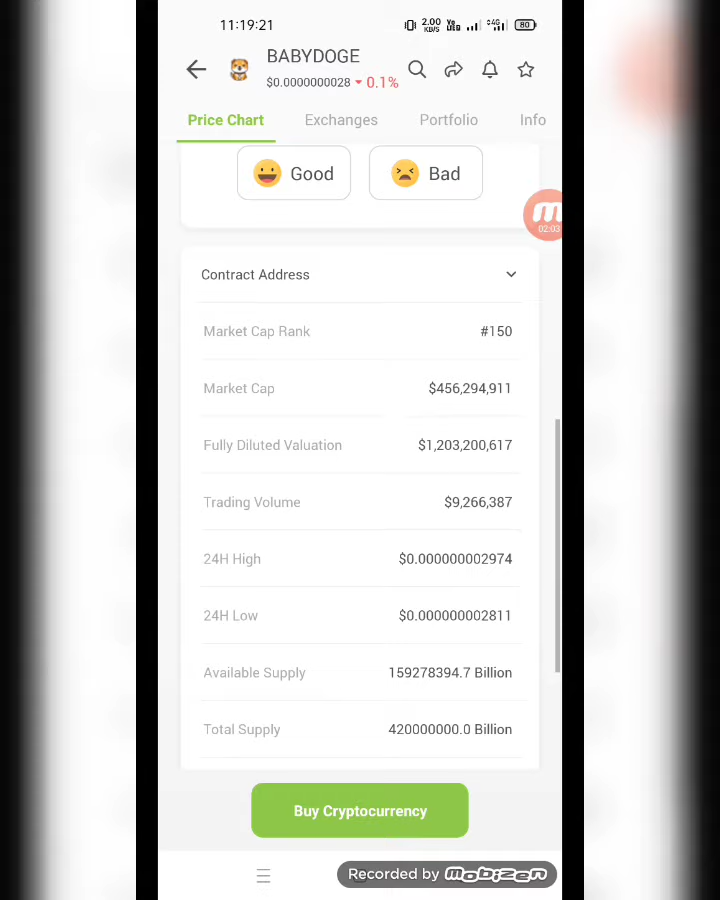 11:19:21
2.00 KB/S
4G
80
BABYDOGE
$0.0000000028 0.1%
Price Chart Exchanges Portfolio Info
Good Bad
m
02:03
Contract Address
Market Cap Rank #150
Market Cap $456,294,911
Fully Diluted Valuation $1,203,200,617
Trading Volume $9,266,387
24H High $0.000000002974
24H Low $0.000000002811
Available Supply 159278394.7 Billion
Total Supply 420000000.0 Billion
Buy Cryptocurrency
Recorded by mobizen